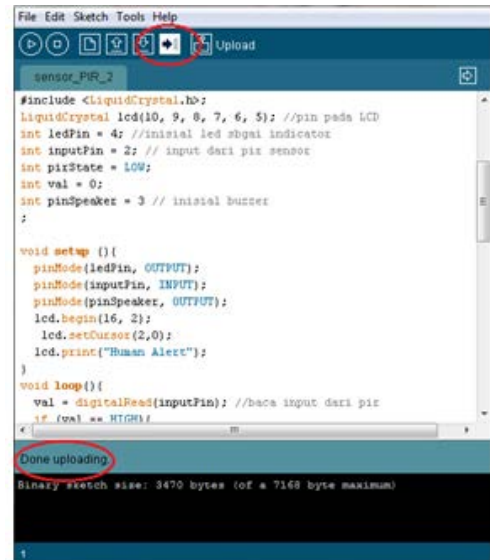 File Edit Sketch Tools Help
Upload
sensor_PIR_2
#include <LiquidCrystal.h>;
LiquidCrystal lcd(10, 9, 8, 7, 6, 5); //pin pada LCD
int ledPin = 4; //inisial led sbgai indicator
int inputPin = 2; // input dari pir sensor
int pirState = LOW;
int val = 0;
int pinSpeaker = 3 // inisial buzzer
;
void setup (){
pinMode(ledPin, OUTPUT);
pinMode(inputPin, INPUT);
pinMode(pinSpeaker, OUTPUT);
lcd.begin(16, 2);
lcd.setCursor(2,0);
lcd.print("Human Alert");
}
void loop(){
val = digitalRead(inputPin); //baca input dari pir
if (val == HIGH){
Done uploading.
Binary sketch size: 3470 bytes (of a 7168 byte maximum)
1